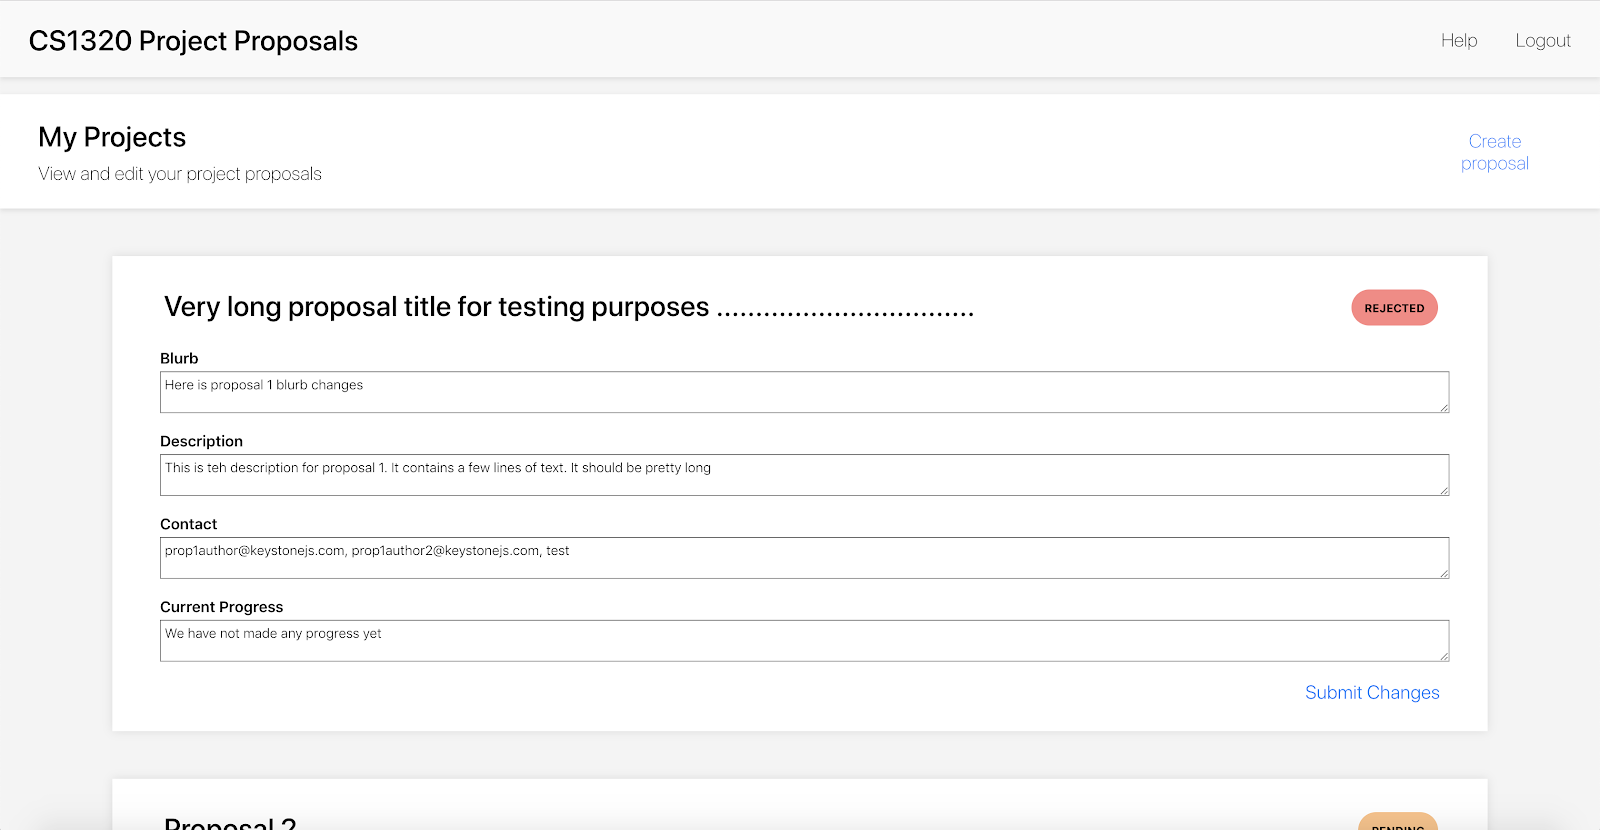 CS1320 Project Proposals
Help
Logout
My Projects
View and edit your project proposals
Create
proposal
Very long proposal title for testing purposes .................................
REJECTED
Blurb
Here is proposal 1 blurb changes
Description
This is teh description for proposal 1. It contains a few lines of text. It should be pretty long
Contact
prop1author@keystonejs.com, prop1author2@keystonejs.com, test
Current Progress
We have not made any progress yet
Submit Changes
Proposal 2
PENDING